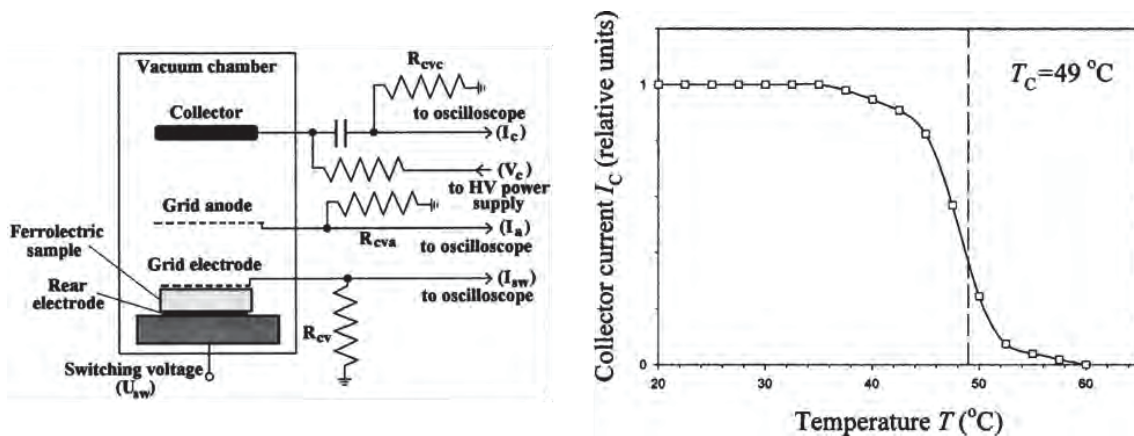 Vacuum chamber
Collector
Grid anode
Ferrolectric
sample
Grid electrode
Rear
electrode
Switching voltage
(U_sw)
R_cvc
to oscilloscope
(I_c)
(V_c)
to HV power
supply
R_cva
(I_a)
to oscilloscope
(I_sw)
to oscilloscope
R_cv
Collector current I_C (relative units)
1
0
T_C=49 °C
20 30 40 50 60
Temperature T (°C)